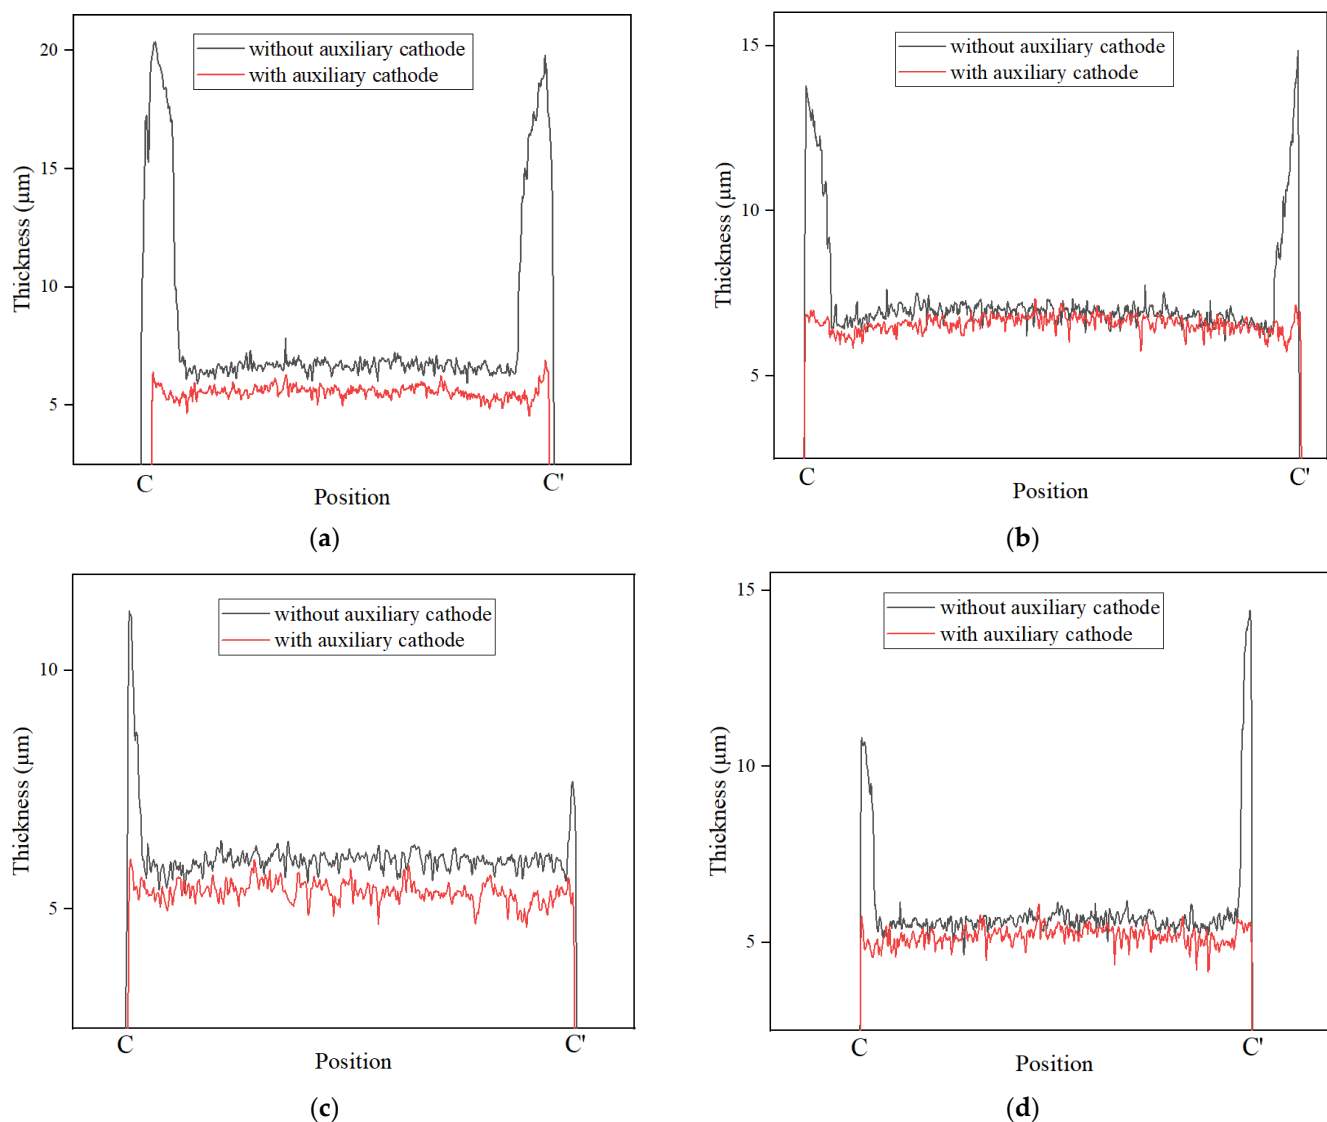 without auxiliary cathode
with auxiliary cathode
20
15
10
5
Thickness (μm)
C
C'
Position
(a)
without auxiliary cathode
with auxiliary cathode
15
10
5
Thickness (μm)
C
C'
Position
(b)
without auxiliary cathode
with auxiliary cathode
10
5
Thickness (μm)
C
C'
Position
(c)
without auxiliary cathode
with auxiliary cathode
15
10
5
Thickness (μm)
C
C'
Position
(d)